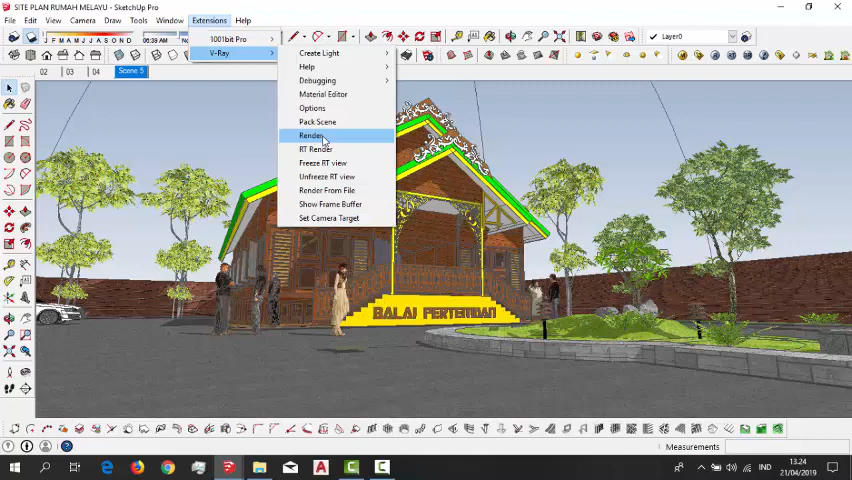 SITE PLAN RUMAH MELAYU - SketchUp Pro
File Edit View Camera Draw Tools Window Extensions Help
06:39 AM
Layer0
1001bit Pro
V-Ray
Create Light
Help
Debugging
Material Editor
Options
Pack Scene
Render
RT Render
Freeze RT view
Unfreeze RT view
Render From File
Show Frame Buffer
Set Camera Target
02 03 04 Scene 5
BALAI PERTEMUAN
Measurements
IND
13.24
21/04/2019